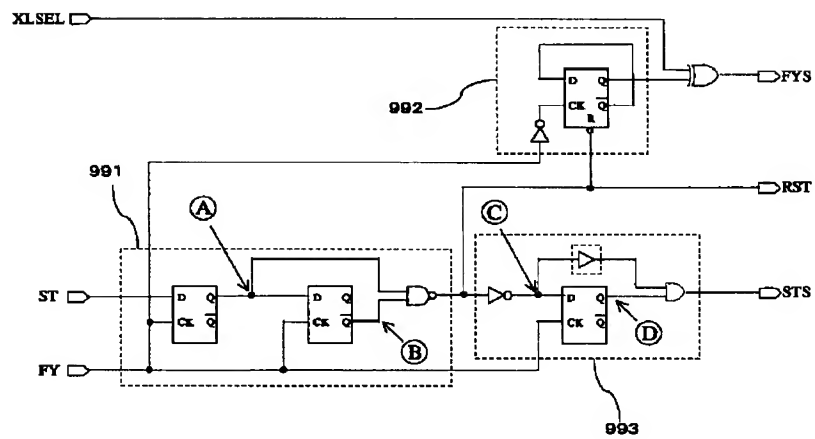 XLSEL
D Q
CK Q
R
FYS
992
RST
991
A
C
ST
D Q
CK Q
D Q
CK Q
B
D Q
CK Q
D
STS
FY
993